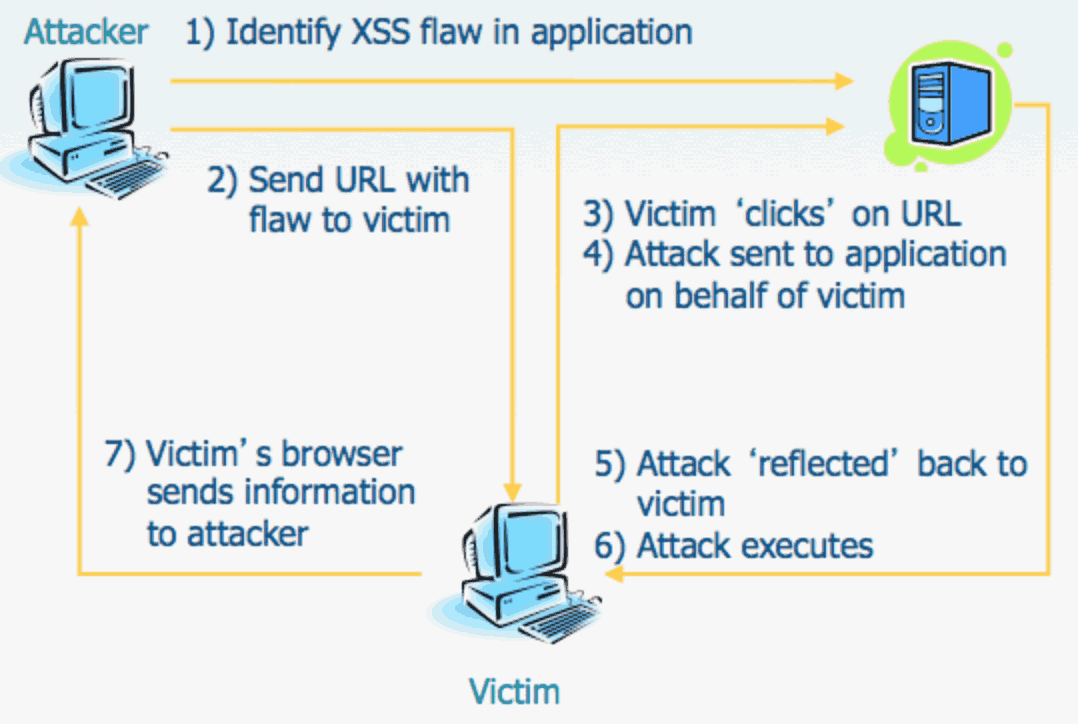 Attacker
1) Identify XSS flaw in application
2) Send URL with
flaw to victim
3) Victim ‘clicks’ on URL
4) Attack sent to application
on behalf of victim
5) Attack ‘reflected’ back to
victim
6) Attack executes
7) Victim’s browser
sends information
to attacker
Victim